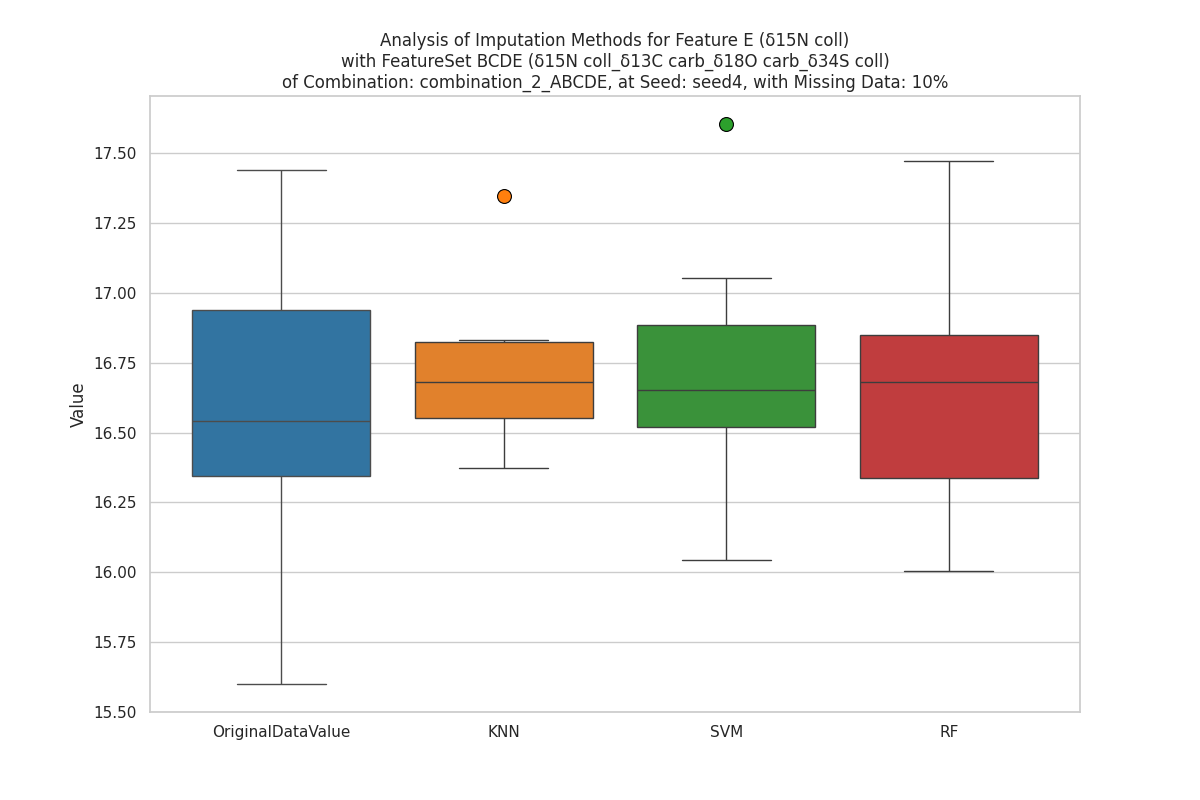 Analysis of Imputation Methods for Feature E (δ15N coll)
with FeatureSet BCDE (δ15N coll_δ13C carb_δ18O carb_δ34S coll)
of Combination: combination_2_ABCDE, at Seed: seed4, with Missing Data: 10%
17.50
17.25
17.00
16.75
16.50
16.25
16.00
15.75
15.50
Value
OriginalDataValue
KNN
SVM
RF